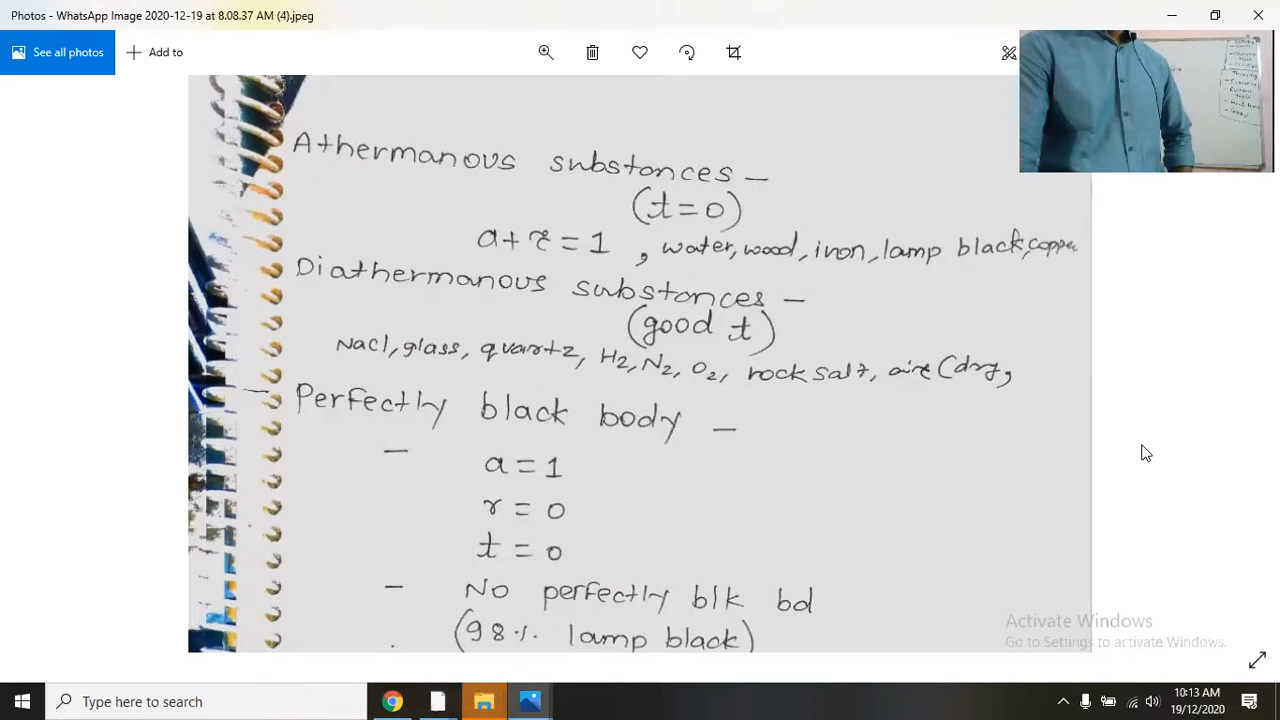 Photos - WhatsApp Image 2020-12-19 at 8.08.37 AM (4).jpeg
See all photos
Add to
Athermanous substances –
(t = 0)
a + r = 1 , water, wood, iron, lamp black, copper
Diathermanous substances –
(good t)
Nacl, glass, quartz, H2, N2, O2, rock salt, air (dry,
– Perfectly black body –
– a = 1
r = 0
t = 0
– No perfectly blk bd
(98 %. lamp black)
Activate Windows
Go to Settings to activate Windows.
Type here to search
10:13 AM
19/12/2020